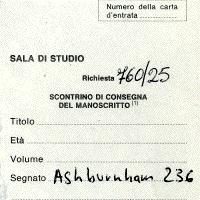 Numero della carta
d'entrata
SALA DI STUDIO
Richiesta 760/25
SCONTRINO DI CONSEGNA
DEL MANOSCRITTO (1)
Titolo
Età
Volume
Segnato Ashburnham 236